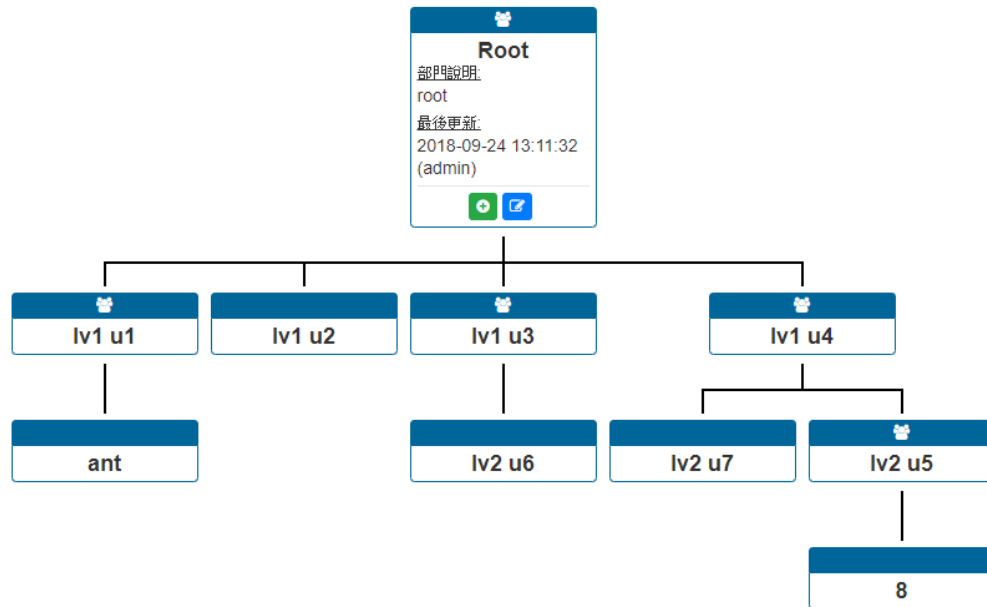 Root
部門說明:
root
最後更新:
2018-09-24 13:11:32
(admin)
lv1 u1
lv1 u2
lv1 u3
lv1 u4
ant
lv2 u6
lv2 u7
lv2 u5
8